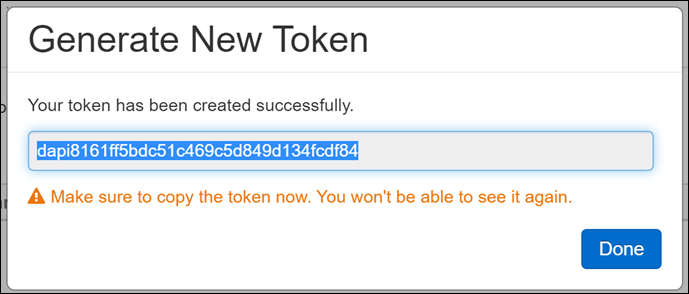 Generate New Token
Your token has been created successfully.
dapi8161ff5bdc51c469c5d849d134fcdf84
Make sure to copy the token now. You won't be able to see it again.
Done